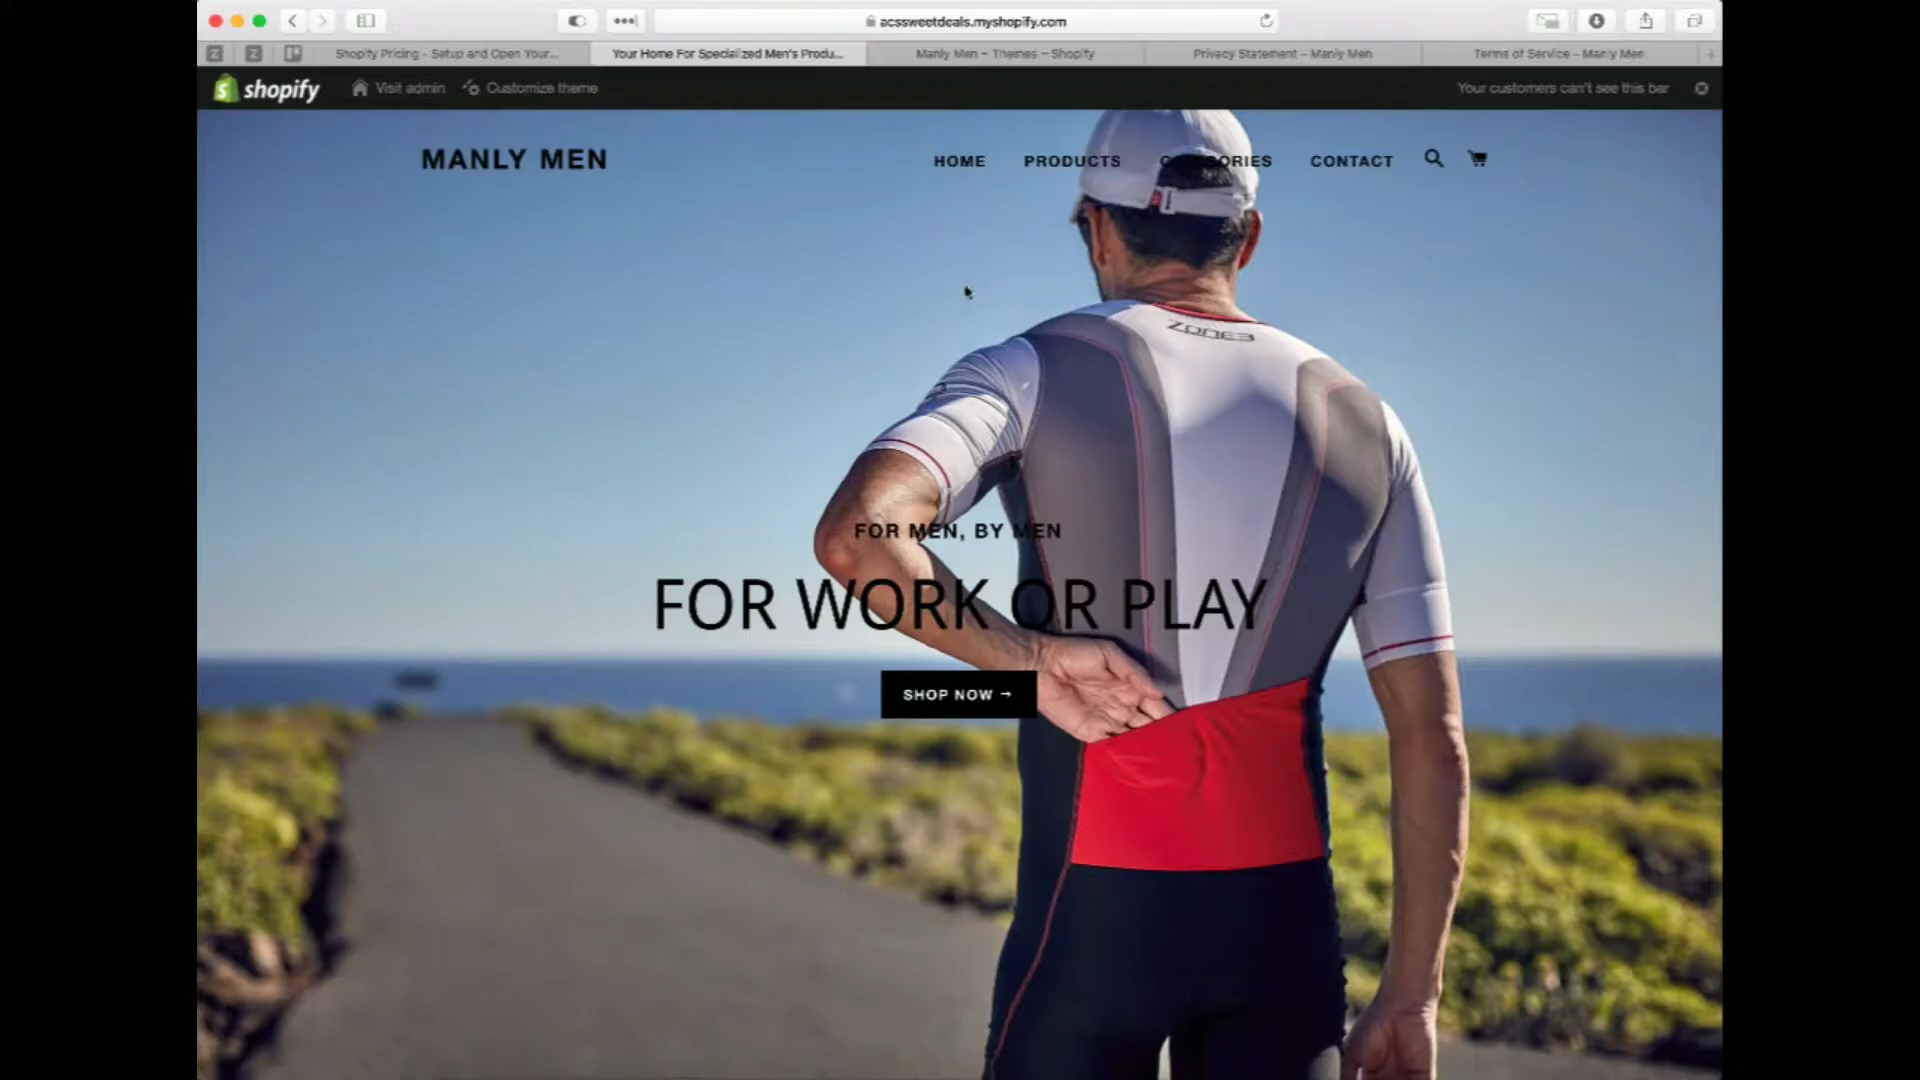 acssweetdeals.myshopify.com
Shopify Pricing - Setup and Open Your...
Your Home For Specialized Men's Produ...
Manly Men ~ Themes ~ Shopify
Privacy Statement – Manly Men
Terms of Service – Manly Men
shopify
Visit admin
Customize theme
Your customers can't see this bar
MANLY MEN
HOME
PRODUCTS
CONTACT
ZONE3
FOR MEN, BY MEN
FOR WORK OR PLAY
SHOP NOW →